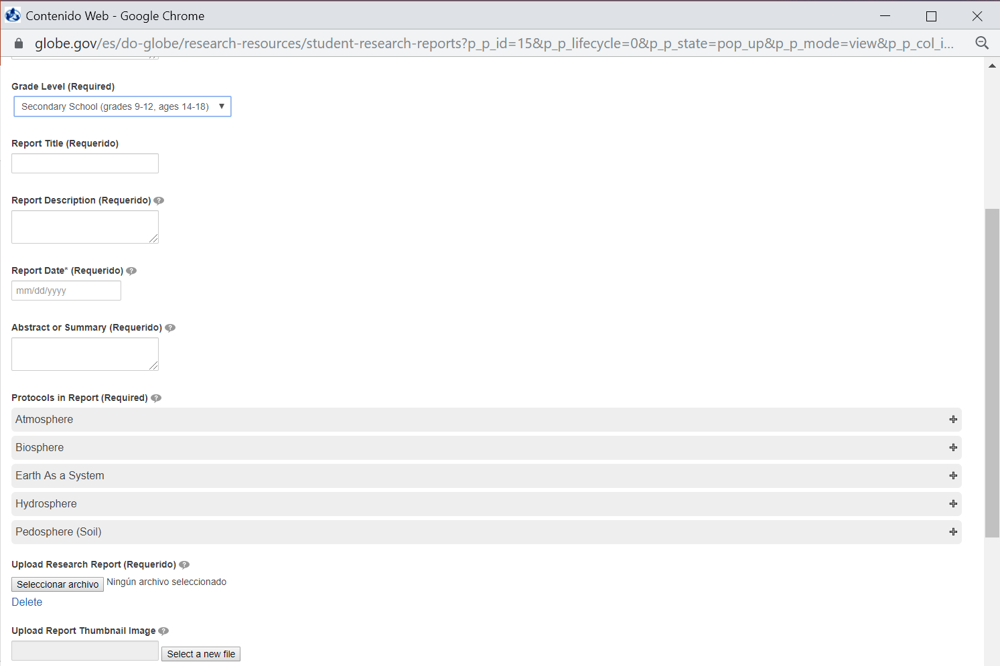 Contenido Web - Google Chrome
globe.gov/es/do-globe/research-resources/student-research-reports?p_p_id=15&p_p_lifecycle=0&p_p_state=pop_up&p_p_mode=view&p_p_col_i...
Grade Level (Required)
Secondary School (grades 9-12, ages 14-18)
Report Title (Requerido)
Report Description (Requerido) ?
Report Date* (Requerido) ?
mm/dd/yyyy
Abstract or Summary (Requerido) ?
Protocols in Report (Required) ?
Atmosphere
Biosphere
Earth As a System
Hydrosphere
Pedosphere (Soil)
Upload Research Report (Requerido) ?
Seleccionar archivo Ningún archivo seleccionado
Delete
Upload Report Thumbnail Image ?
Select a new file